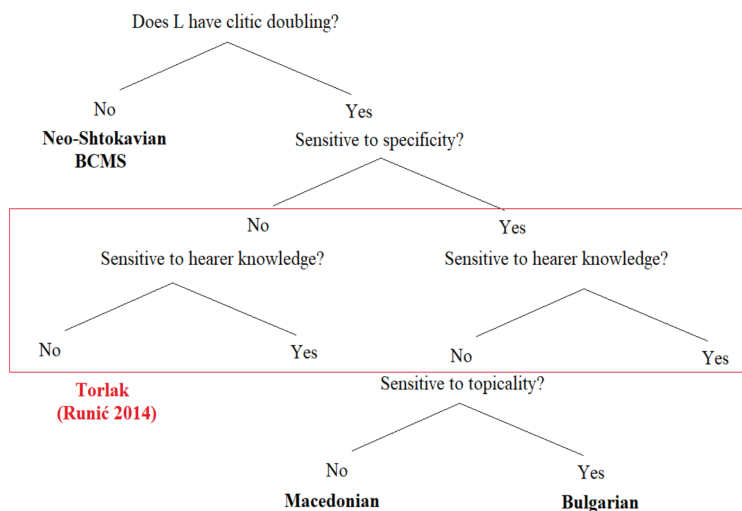 Does L have clitic doubling?
No
Yes
Neo-Shtokavian
BCMS
Sensitive to specificity?
No
Yes
Sensitive to hearer knowledge?
Sensitive to hearer knowledge?
No
Yes
No
Yes
Torlak
(Runić 2014)
Sensitive to topicality?
No
Yes
Macedonian
Bulgarian